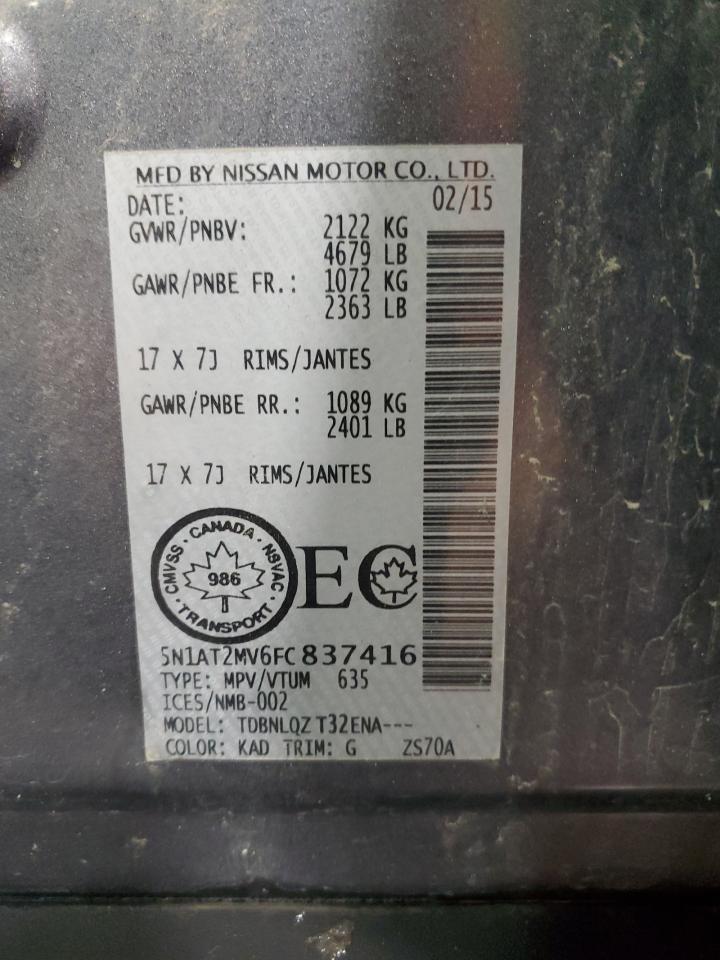 MFD BY NISSAN MOTOR CO., LTD.
DATE: 02/15
GVWR/PNBV: 2122 KG
4679 LB
GAWR/PNBE FR.: 1072 KG
2363 LB
17 X 7J RIMS/JANTES
GAWR/PNBE RR.: 1089 KG
2401 LB
17 X 7J RIMS/JANTES
CANADA · NSVAC · TRANSPORT · CMVSS ·
986
EC
5N1AT2MV6FC837416
TYPE: MPV/VTUM 635
ICES/NMB-002
MODEL: TDBNLQZ T32ENA---
COLOR: KAD TRIM: G ZS70A